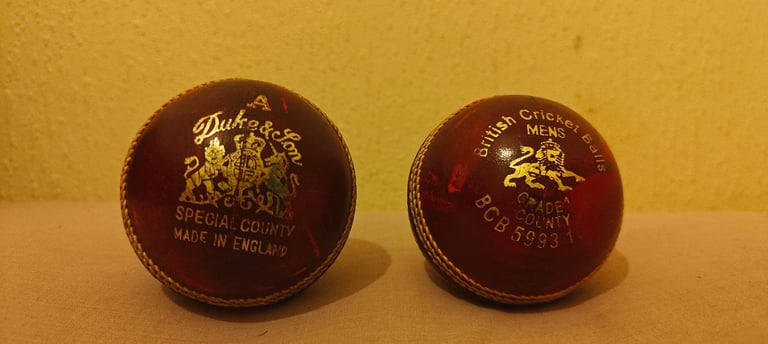 A
Duke & Son
SPECIAL COUNTY
MADE IN ENGLAND
British Cricket Balls
MENS
GRADE 1
COUNTY
BCB 5993 1